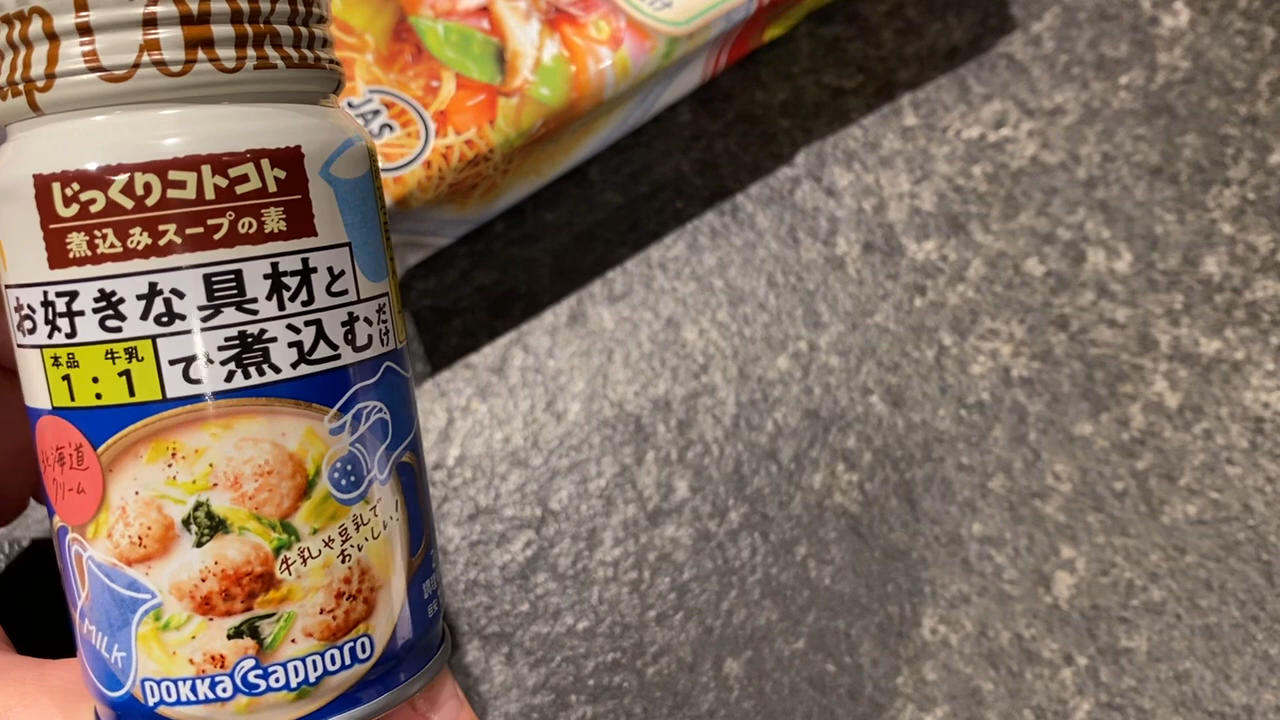 up Cookin
JAS
じっくりコトコト
煮込みスープの素
お好きな具材と
本品 牛乳
1:1
で煮込むだけ
北海道
クリーム
牛乳や豆乳で
おいしい!
MILK
pokka Sapporo